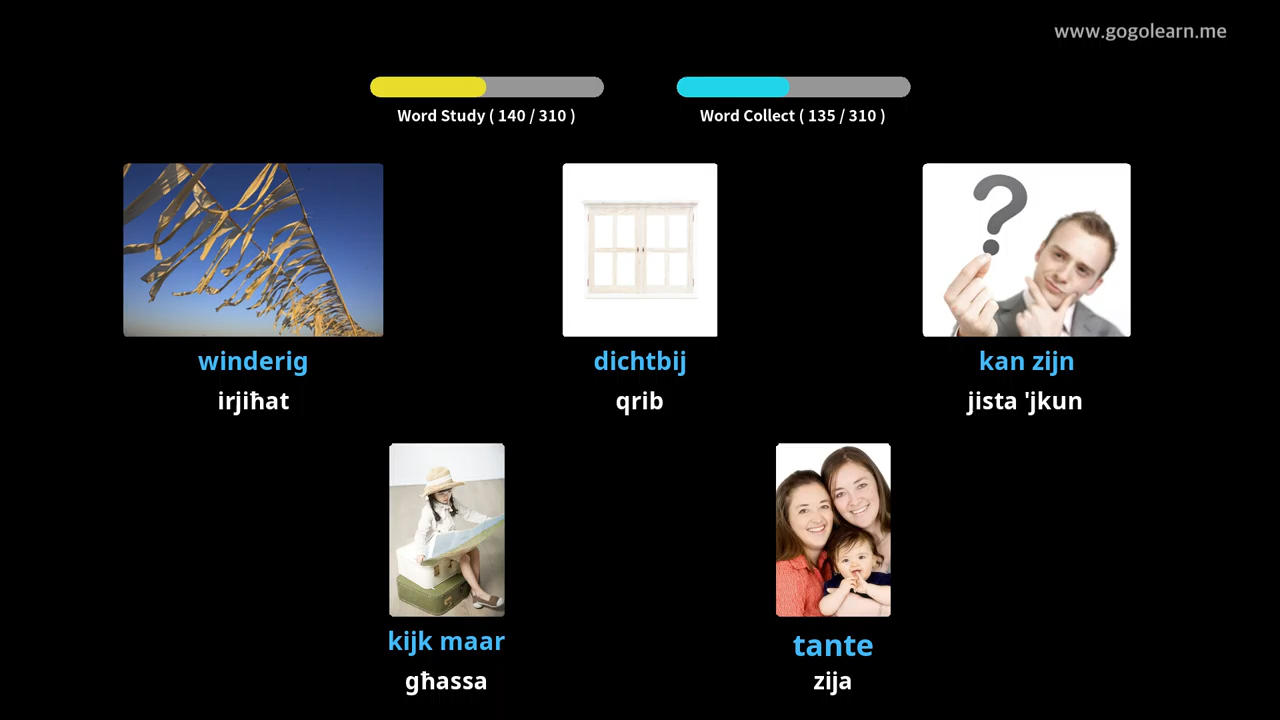 www.gogolearn.me
Word Study ( 140 / 310 )
Word Collect ( 135 / 310 )
winderig
irjiħat
dichtbij
qrib
kan zijn
jista 'jkun
kijk maar
għassa
tante
zija